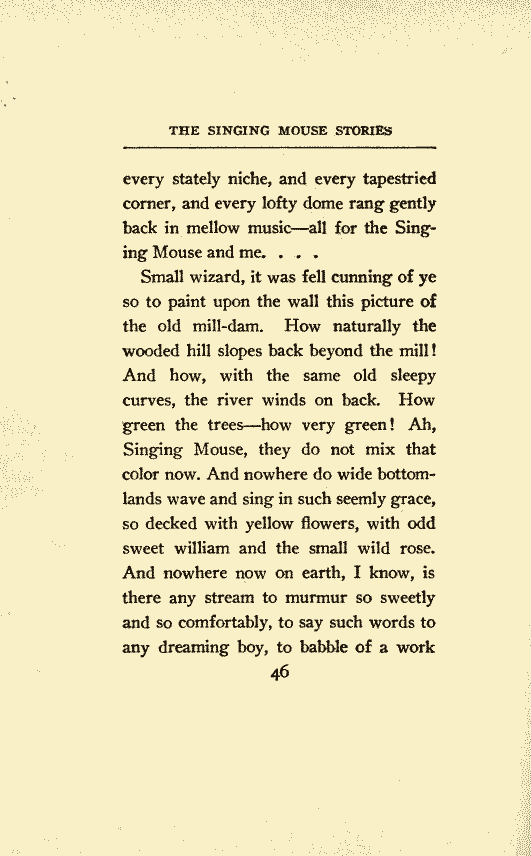 THE SINGING MOUSE STORIES
every stately niche, and every tapestried
corner, and every lofty dome rang gently
back in mellow music—all for the Sing-
ing Mouse and me. . . .
Small wizard, it was fell cunning of ye
so to paint upon the wall this picture of
the old mill-dam. How naturally the
wooded hill slopes back beyond the mill!
And how, with the same old sleepy
curves, the river winds on back. How
green the trees—how very green! Ah,
Singing Mouse, they do not mix that
color now. And nowhere do wide bottom-
lands wave and sing in such seemly grace,
so decked with yellow flowers, with odd
sweet william and the small wild rose.
And nowhere now on earth, I know, is
there any stream to murmur so sweetly
and so comfortably, to say such words to
any dreaming boy, to babble of a work
46